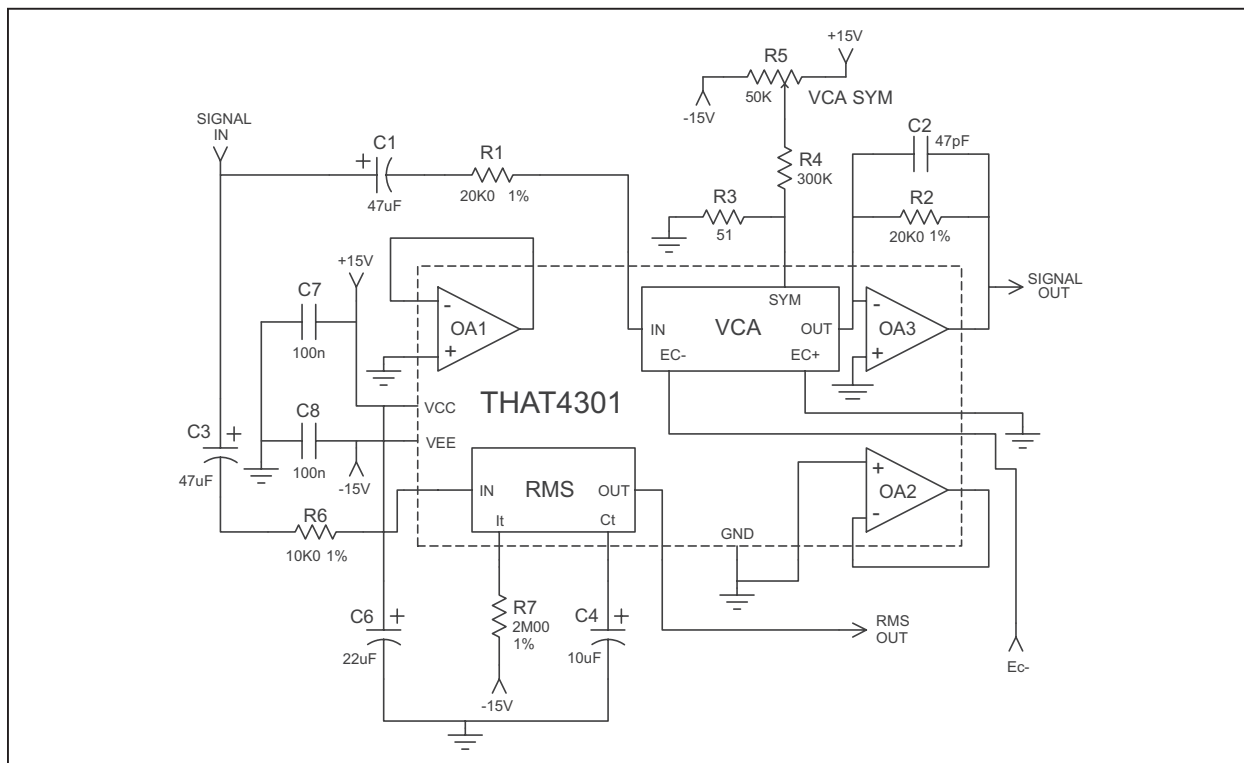 +15V
R5
50K
VCA SYM
-15V
SIGNAL
IN
C1
+
47uF
R1
20K0 1%
R4
300K
R3
51
C2
47pF
R2
20K0 1%
+15V
C7
100n
C8
100n
-15V
OA1
-
+
SYM
VCA
IN
OUT
EC-
EC+
OA3
-
+
SIGNAL
OUT
THAT4301
VCC
VEE
C3
+
47uF
R6
10K0 1%
RMS
IN
OUT
It
Ct
OA2
+
-
GND
C6
+
22uF
R7
2M00
1%
-15V
C4
+
10uF
RMS
OUT
Ec-